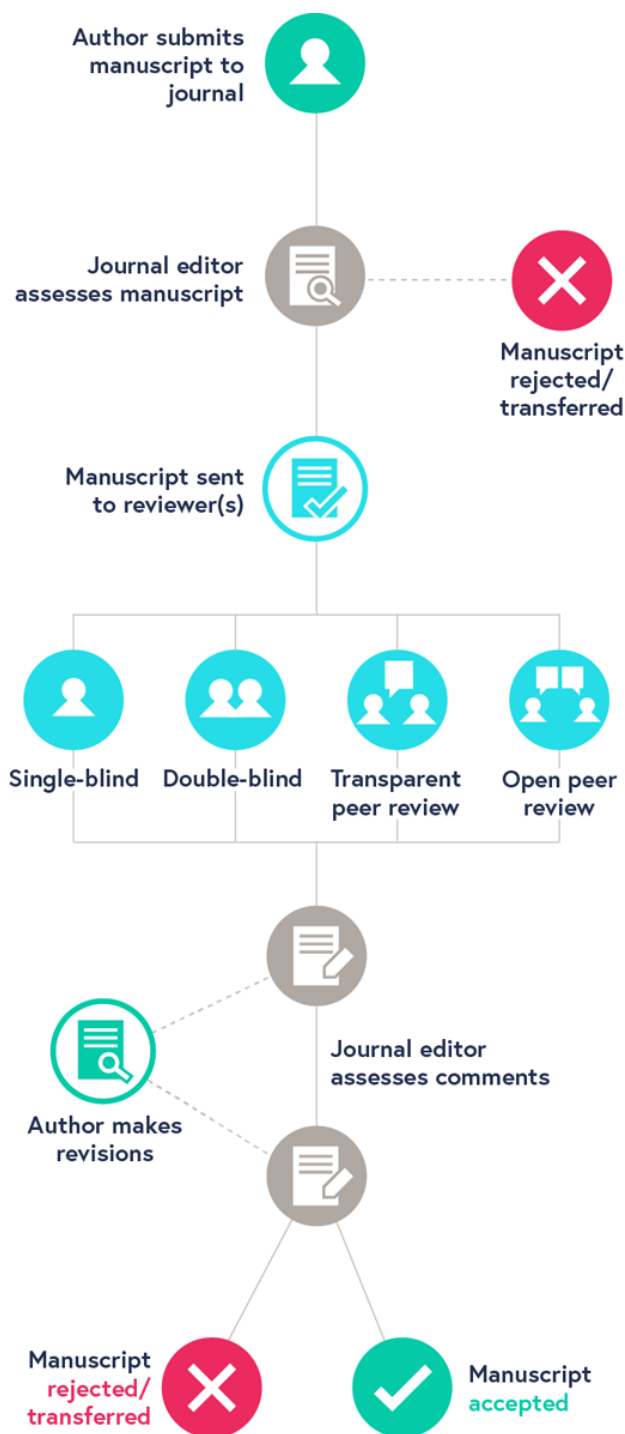 Author submits
manuscript to
journal
Journal editor
assesses manuscript
Manuscript
rejected/
transferred
Manuscript sent
to reviewer(s)
Single-blind
Double-blind
Transparent
peer review
Open peer
review
Journal editor
assesses comments
Author makes
revisions
Manuscript
rejected/
transferred
Manuscript
accepted